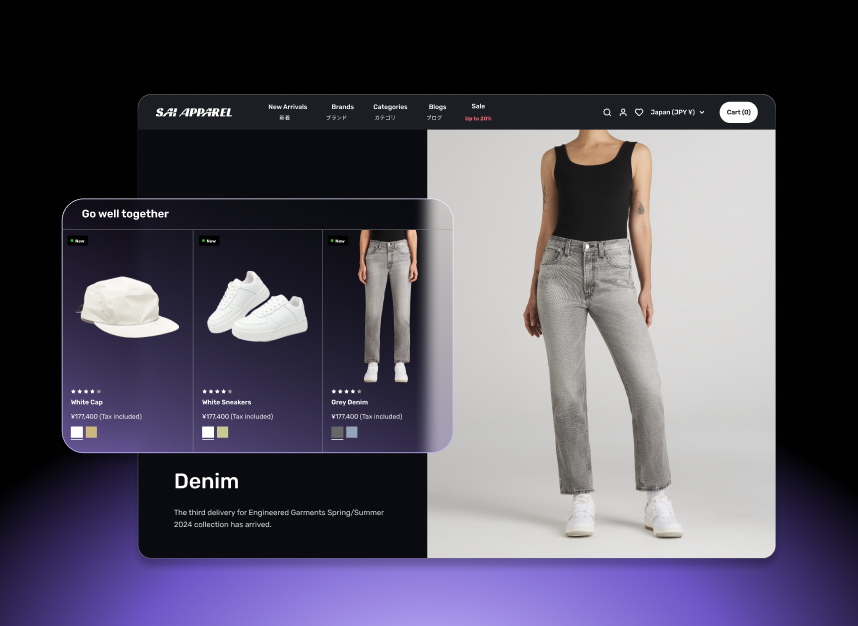 SAI APPAREL
New Arrivals
新着
Brands
ブランド
Categories
カテゴリ
Blogs
ブログ
Sale
Up to 20%
Japan (JPY ¥)
Cart (0)
Go well together
New
White Cap
¥177,400 (Tax included)
New
White Sneakers
¥177,400 (Tax included)
New
Grey Denim
¥177,400 (Tax included)
Denim
The third delivery for Engineered Garments Spring/Summer
2024 collection has arrived.